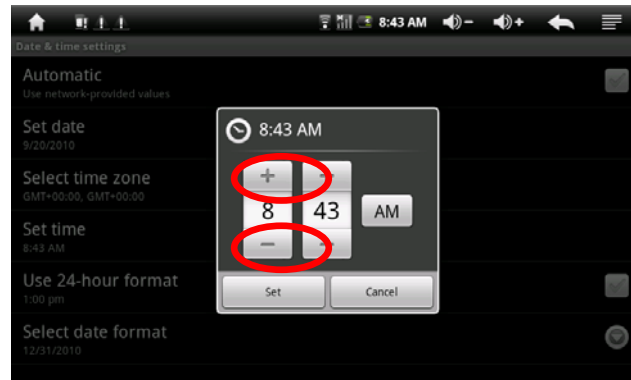 8:43 AM
Date & time settings
Automatic
Use network-provided values
Set date
9/20/2010
Select time zone
GMT+00:00, GMT+00:00
Set time
8:43 AM
Use 24-hour format
1:00 pm
Select date format
12/31/2010
8:43 AM
+ +
8 43 AM
−
Set Cancel